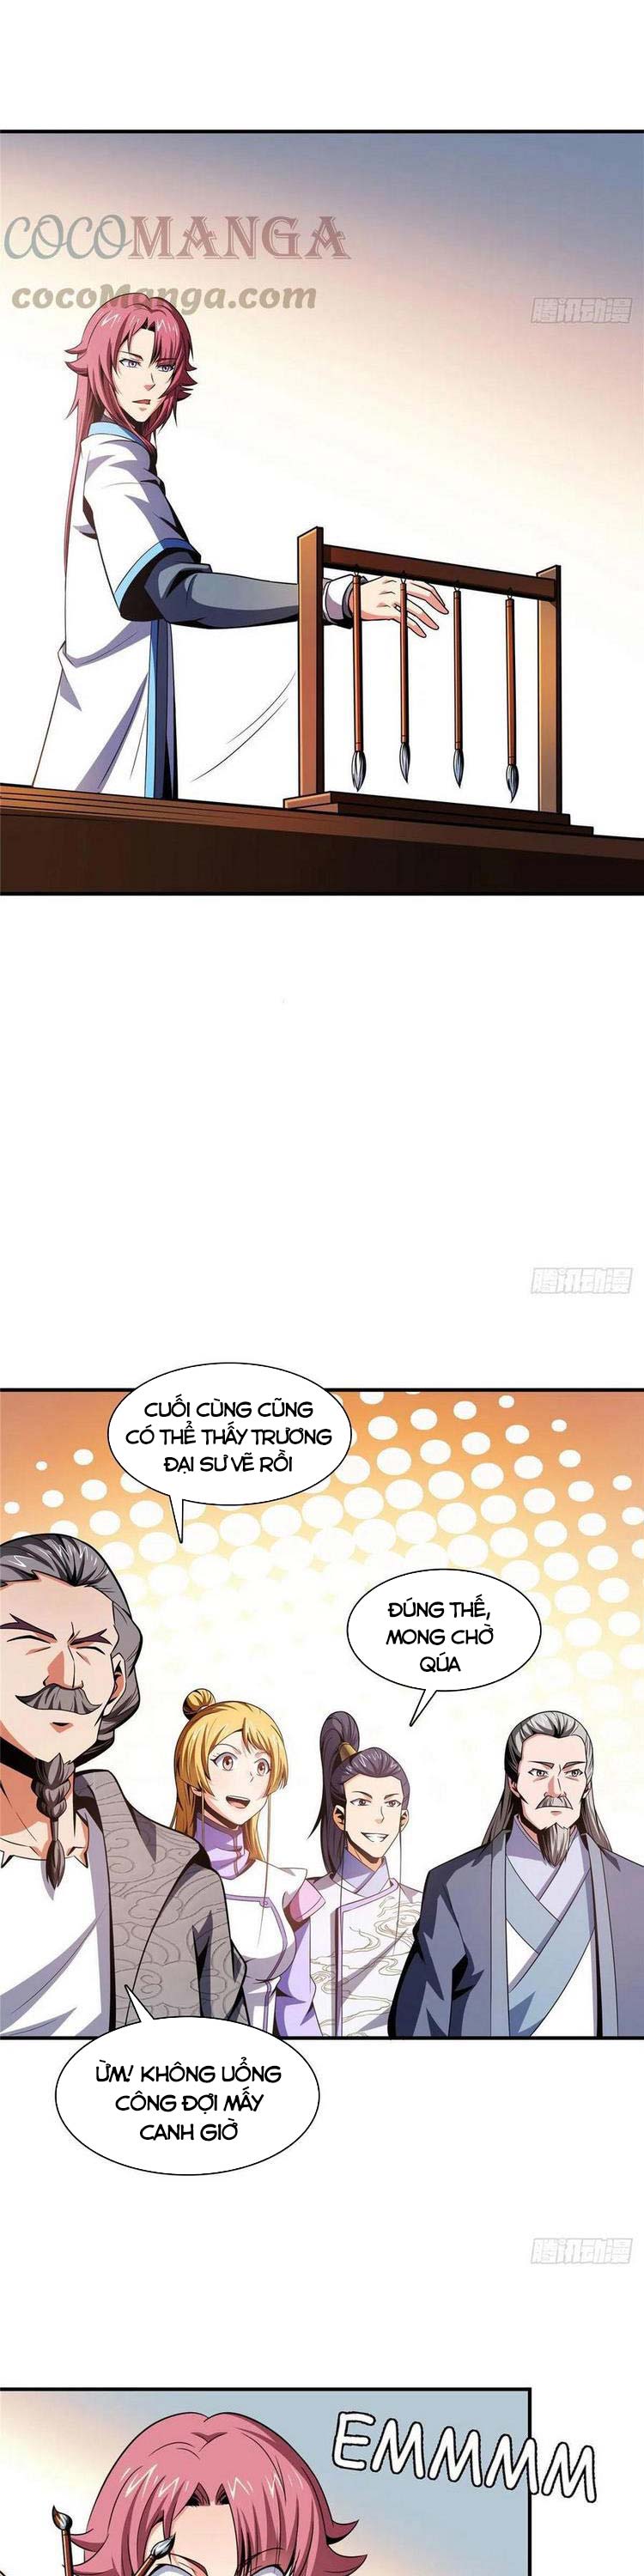 COCOMANGA
cocoManga.com
腾讯动漫
腾讯动漫
CUỐI CÙNG CŨNG
CÓ THỂ THẤY TRƯƠNG
ĐẠI SƯ VẼ RỒI
ĐÚNG THẾ,
MONG CHỜ
QÚA
ỪM! KHÔNG UỔNG
CÔNG ĐỢI MẤY
CANH GIỜ
腾讯动漫
EMMMM